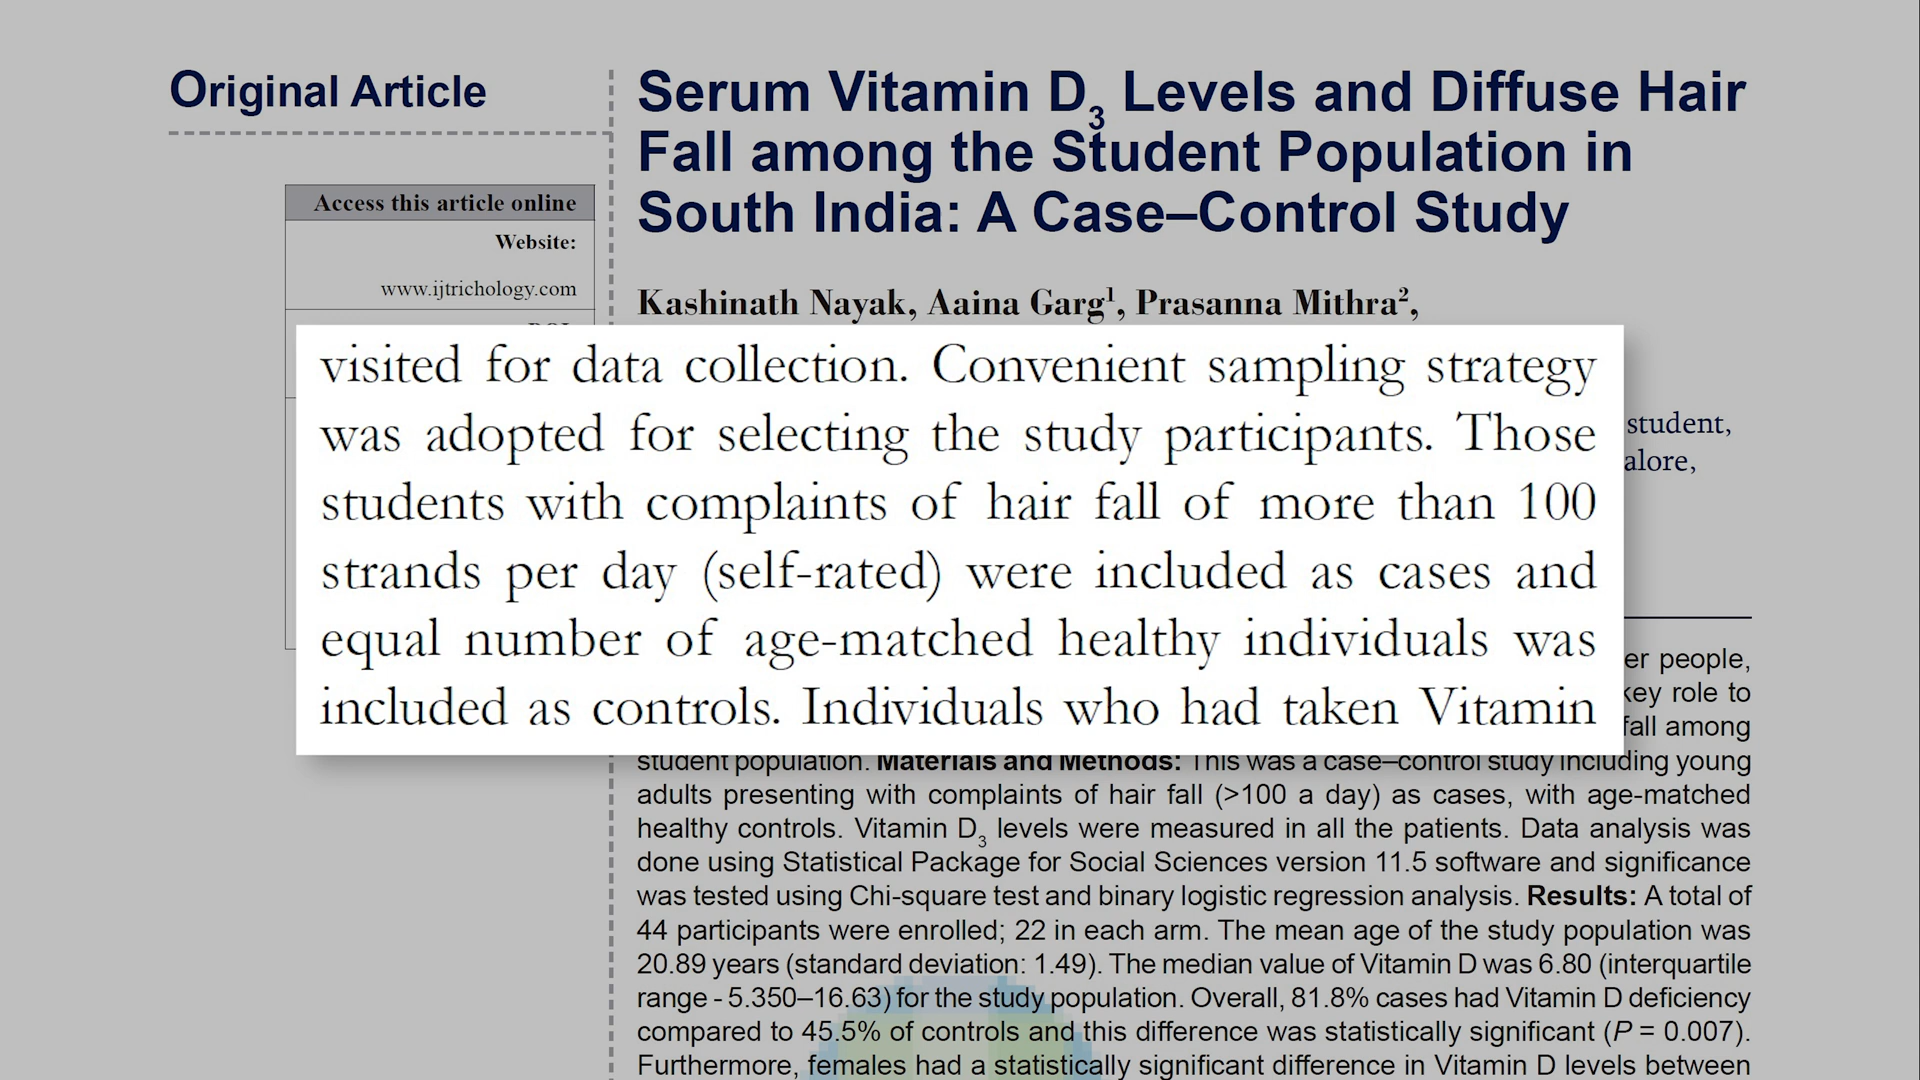 Original Article
Serum Vitamin D3 Levels and Diffuse Hair
Fall among the Student Population in
South India: A Case–Control Study
Access this article online
Website:
www.ijtrichology.com
Kashinath Nayak, Aaina Garg1, Prasanna Mithra2,
visited for data collection. Convenient sampling strategy
was adopted for selecting the study participants. Those
students with complaints of hair fall of more than 100
strands per day (self-rated) were included as cases and
equal number of age-matched healthy individuals was
included as controls. Individuals who had taken Vitamin
student,
alore,
er people,
key role to
fall among
student population. Materials and Methods: This was a case–control study including young
adults presenting with complaints of hair fall (>100 a day) as cases, with age-matched
healthy controls. Vitamin D3 levels were measured in all the patients. Data analysis was
done using Statistical Package for Social Sciences version 11.5 software and significance
was tested using Chi-square test and binary logistic regression analysis. Results: A total of
44 participants were enrolled; 22 in each arm. The mean age of the study population was
20.89 years (standard deviation: 1.49). The median value of Vitamin D was 6.80 (interquartile
range - 5.350–16.63) for the study population. Overall, 81.8% cases had Vitamin D deficiency
compared to 45.5% of controls and this difference was statistically significant (P = 0.007).
Furthermore, females had a statistically significant difference in Vitamin D levels between